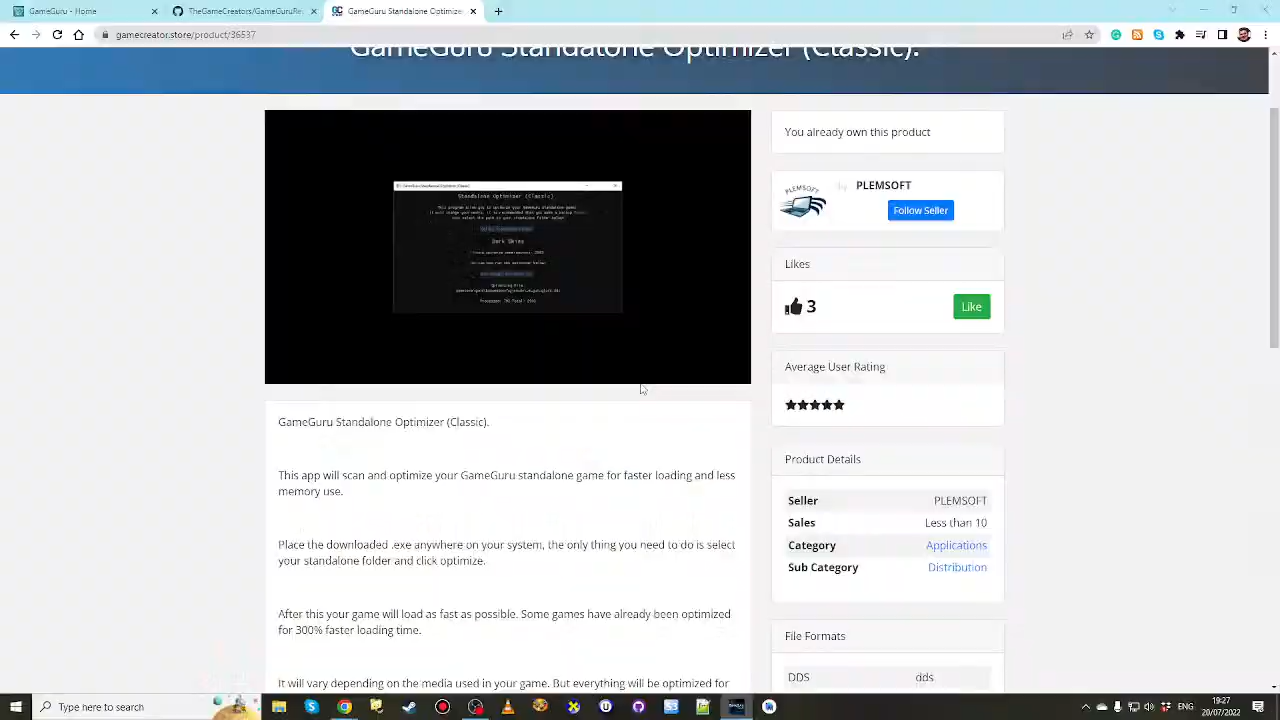 GameGuru - Home
TheGameCreators/GameGuruRe
GameGuru Standalone Optimize
gamecreator.store/product/36537
GameGuru Standalone Optimizer (Classic).
You already own this product
PLEMSOFT
PLEMSOFT
Follow seller
Likes
3
Like
Average User Rating
Standalone Optimizer (Classic)
Dark Skies
GameGuru Standalone Optimizer (Classic).
This app will scan and optimize your GameGuru standalone game for faster loading and less
memory use.
Place the downloaded .exe anywhere on your system, the only thing you need to do is select
your standalone folder and click optimize.
After this your game will load as fast as possible. Some games have already been optimized
for 300% faster loading time.
It will vary depending on the media used in your game. But everything will be optimized for
Product Details
Seller PLEMSOFT
Sales Less than 10
Category Applications
Sub Category Distribution
File Formats
DDS dds
Type here to search
19:27
20/07/2022